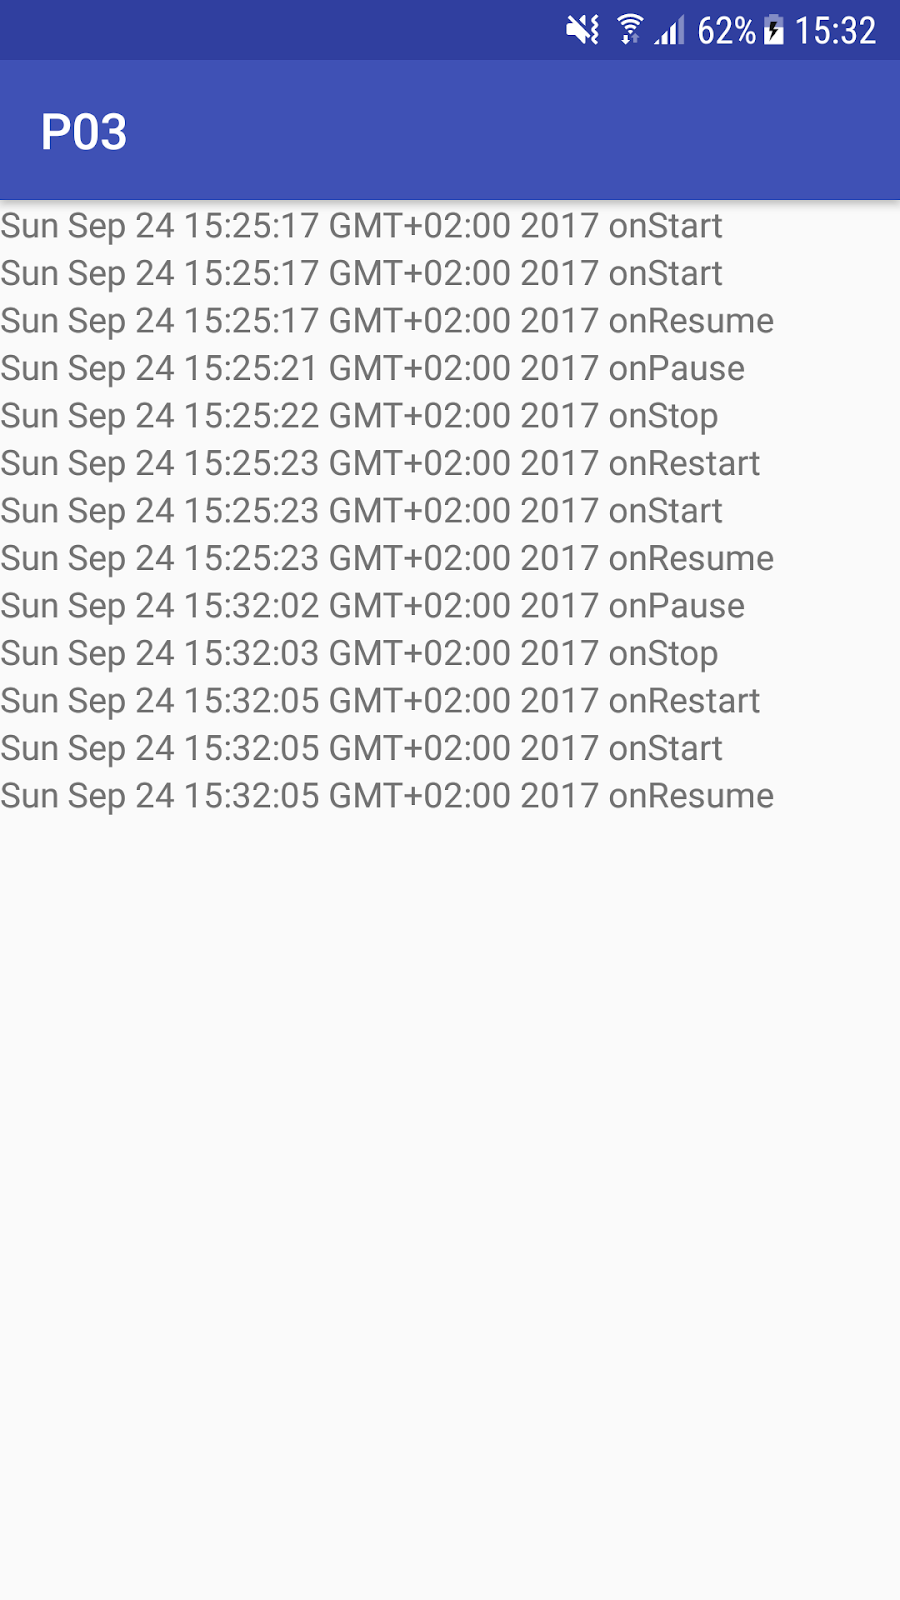 62% 15:32
P03
Sun Sep 24 15:25:17 GMT+02:00 2017 onStart
Sun Sep 24 15:25:17 GMT+02:00 2017 onStart
Sun Sep 24 15:25:17 GMT+02:00 2017 onResume
Sun Sep 24 15:25:21 GMT+02:00 2017 onPause
Sun Sep 24 15:25:22 GMT+02:00 2017 onStop
Sun Sep 24 15:25:23 GMT+02:00 2017 onRestart
Sun Sep 24 15:25:23 GMT+02:00 2017 onStart
Sun Sep 24 15:25:23 GMT+02:00 2017 onResume
Sun Sep 24 15:32:02 GMT+02:00 2017 onPause
Sun Sep 24 15:32:03 GMT+02:00 2017 onStop
Sun Sep 24 15:32:05 GMT+02:00 2017 onRestart
Sun Sep 24 15:32:05 GMT+02:00 2017 onStart
Sun Sep 24 15:32:05 GMT+02:00 2017 onResume